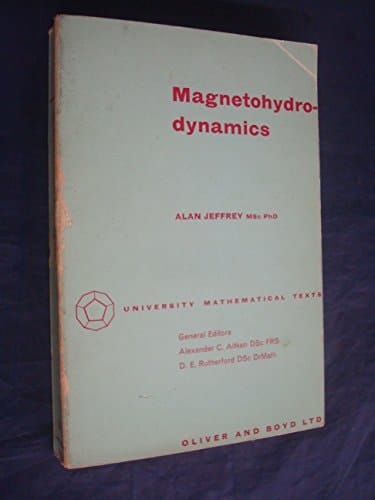 Magnetohydro-
dynamics
ALAN JEFFREY MSc PhD
UNIVERSITY MATHEMATICAL TEXTS
General Editors
Alexander C. Aitken DSc FRS
D. E. Rutherford DSc DrMath
OLIVER AND BOYD LTD